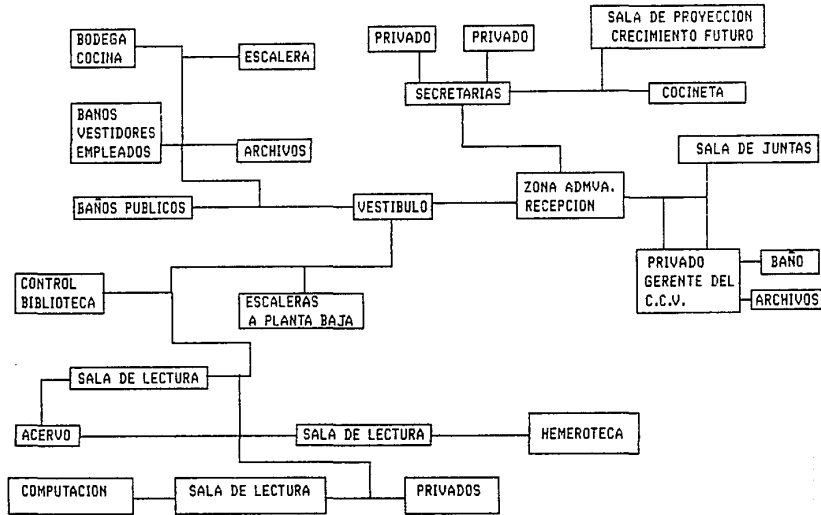 SALA DE PROYECCION
CRECIMIENTO FUTURO
BODEGA
COCINA
PRIVADO
PRIVADO
ESCALERA
SECRETARIAS
COCINETA
BANOS
VESTIDORES
EMPLEADOS
ARCHIVOS
SALA DE JUNTAS
ZONA ADMVA.
RECEPCION
BAÑOS PUBLICOS
VESTIBULO
PRIVADO
GERENTE DEL
C.C.V.
BAÑO
ARCHIVOS
CONTROL
BIBLIOTECA
ESCALERAS
A PLANTA BAJA
SALA DE LECTURA
ACERVO
SALA DE LECTURA
HEMEROTECA
COMPUTACION
SALA DE LECTURA
PRIVADOS